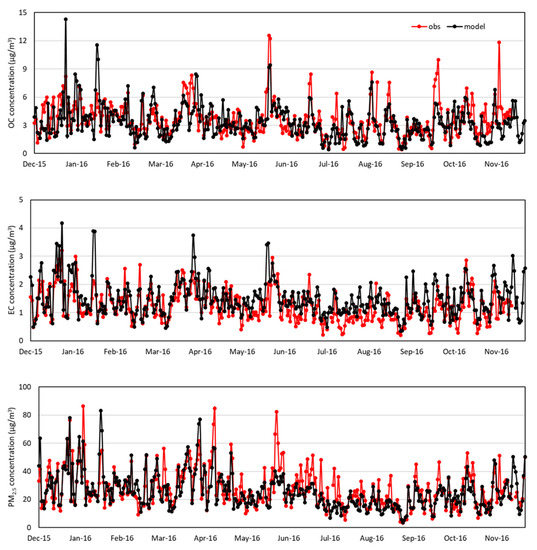 15
12
9
6
3
0
OC concentration (µg/m³)
obs model
Dec-15 Jan-16 Feb-16 Mar-16 Apr-16 May-16 Jun-16 Jul-16 Aug-16 Sep-16 Oct-16 Nov-16
5
4
3
2
1
0
EC concentration (µg/m³)
Dec-15 Jan-16 Feb-16 Mar-16 Apr-16 May-16 Jun-16 Jul-16 Aug-16 Sep-16 Oct-16 Nov-16
100
80
60
40
20
0
PM₂.₅ concentration (µg/m³)
Dec-15 Jan-16 Feb-16 Mar-16 Apr-16 May-16 Jun-16 Jul-16 Aug-16 Sep-16 Oct-16 Nov-16